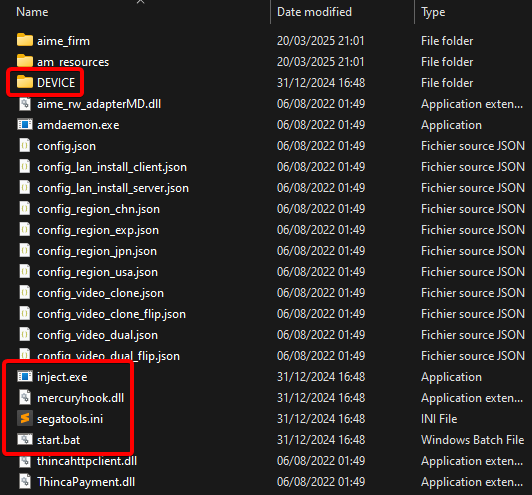 Name Date modified Type
aime_firm 20/03/2025 21:01 File folder
am_resources 20/03/2025 21:01 File folder
DEVICE 31/12/2024 16:48 File folder
aime_rw_adapterMD.dll 06/08/2022 01:49 Application exten...
amdaemon.exe 06/08/2022 01:49 Application
config.json 06/08/2022 01:49 Fichier source JSON
config_lan_install_client.json 06/08/2022 01:49 Fichier source JSON
config_lan_install_server.json 06/08/2022 01:49 Fichier source JSON
config_region_chn.json 06/08/2022 01:49 Fichier source JSON
config_region_exp.json 06/08/2022 01:49 Fichier source JSON
config_region_jpn.json 06/08/2022 01:49 Fichier source JSON
config_region_usa.json 06/08/2022 01:49 Fichier source JSON
config_video_clone.json 06/08/2022 01:49 Fichier source JSON
config_video_clone_flip.json 06/08/2022 01:49 Fichier source JSON
config_video_dual.json 06/08/2022 01:49 Fichier source JSON
config_video_dual_flip.json 06/08/2022 01:49 Fichier source JSON
inject.exe 31/12/2024 16:48 Application
mercuryhook.dll 31/12/2024 16:48 Application exten...
segatools.ini 31/12/2024 16:48 INI File
start.bat 31/12/2024 16:48 Windows Batch File
thincahttpclient.dll 06/08/2022 01:49 Application exten...
ThincaPayment.dll 06/08/2022 01:49 Application exten...